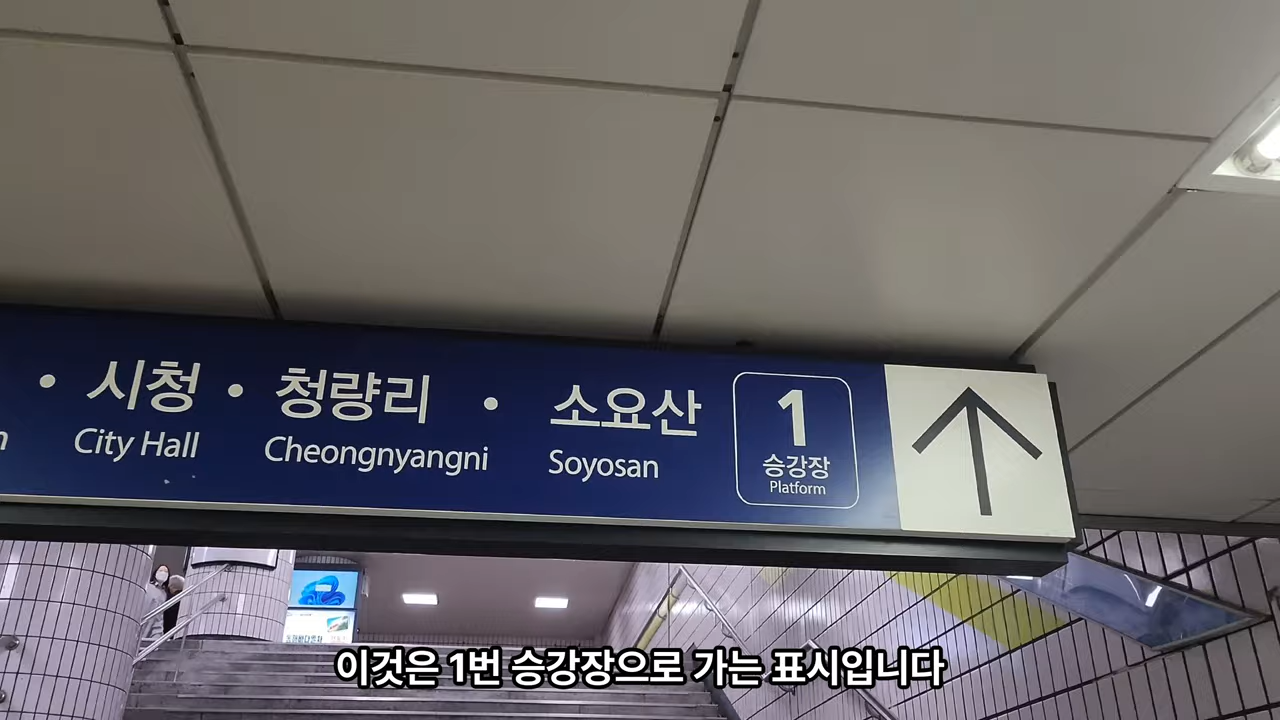 • 시청 • 청량리 • 소요산
City Hall Cheongnyangni Soyosan
1
승강장
Platform
이것은 1번 승강장으로 가는 표시입니다